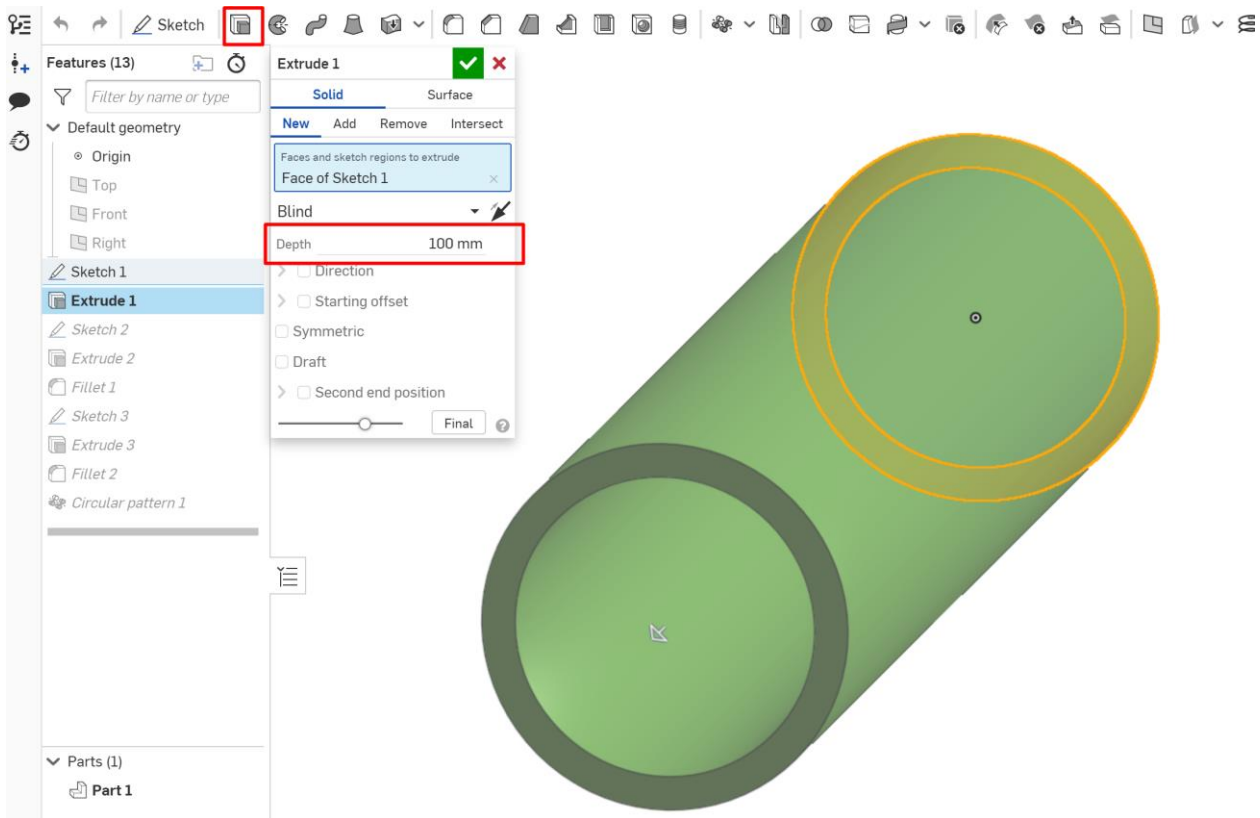 Sketch
Features (13)
Filter by name or type
Default geometry
Origin
Top
Front
Right
Sketch 1
Extrude 1
Sketch 2
Extrude 2
Fillet 1
Sketch 3
Extrude 3
Fillet 2
Circular pattern 1
Parts (1)
Part 1
Extrude 1
Solid Surface
New Add Remove Intersect
Faces and sketch regions to extrude
Face of Sketch 1
Blind
Depth 100 mm
Direction
Starting offset
Symmetric
Draft
Second end position
Final